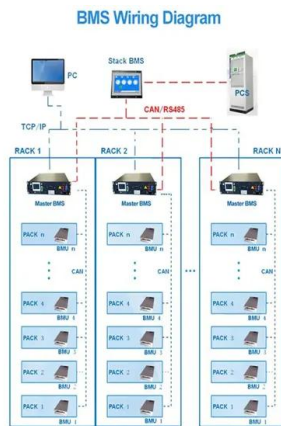 BMS Wiring Diagram
PC
Stack BMS
PCS
CAN/RS485
TCP/IP
RACK 1
RACK 2
RACK N
Master BMS
Master BMS
Master BMS
PACK n
PACK n
PACK n
BMU n
BMU n
BMU n
CAN
CAN
CAN
PACK 4
PACK 4
PACK 4
BMU 4
BMU 4
BMU 4
PACK 3
PACK 3
PACK 3
BMU 3
BMU 3
BMU 3
PACK 2
PACK 2
PACK 2
BMU 2
BMU 2
BMU 2
PACK 1
PACK 1
PACK 1
BMU 1
BMU 1
BMU 1